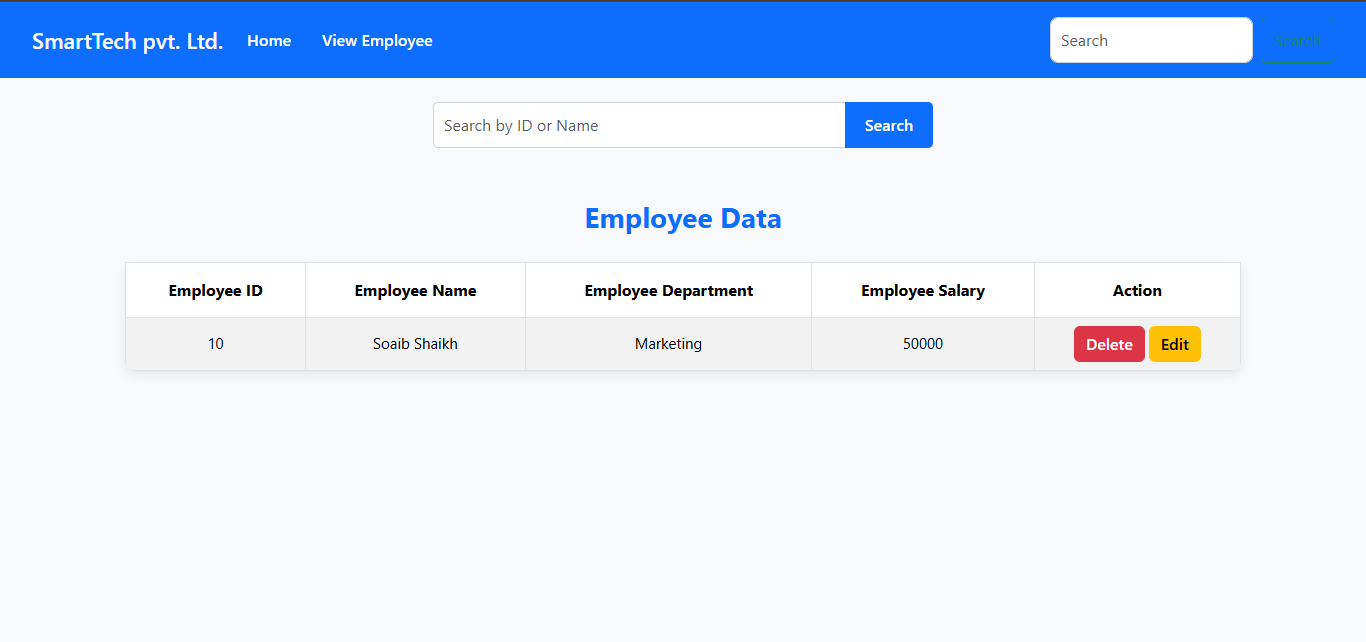 SmartTech pvt. Ltd. Home View Employee Search Search
Search by ID or Name Search
Employee Data
Employee ID Employee Name Employee Department Employee Salary Action
10 Soaib Shaikh Marketing 50000 Delete Edit